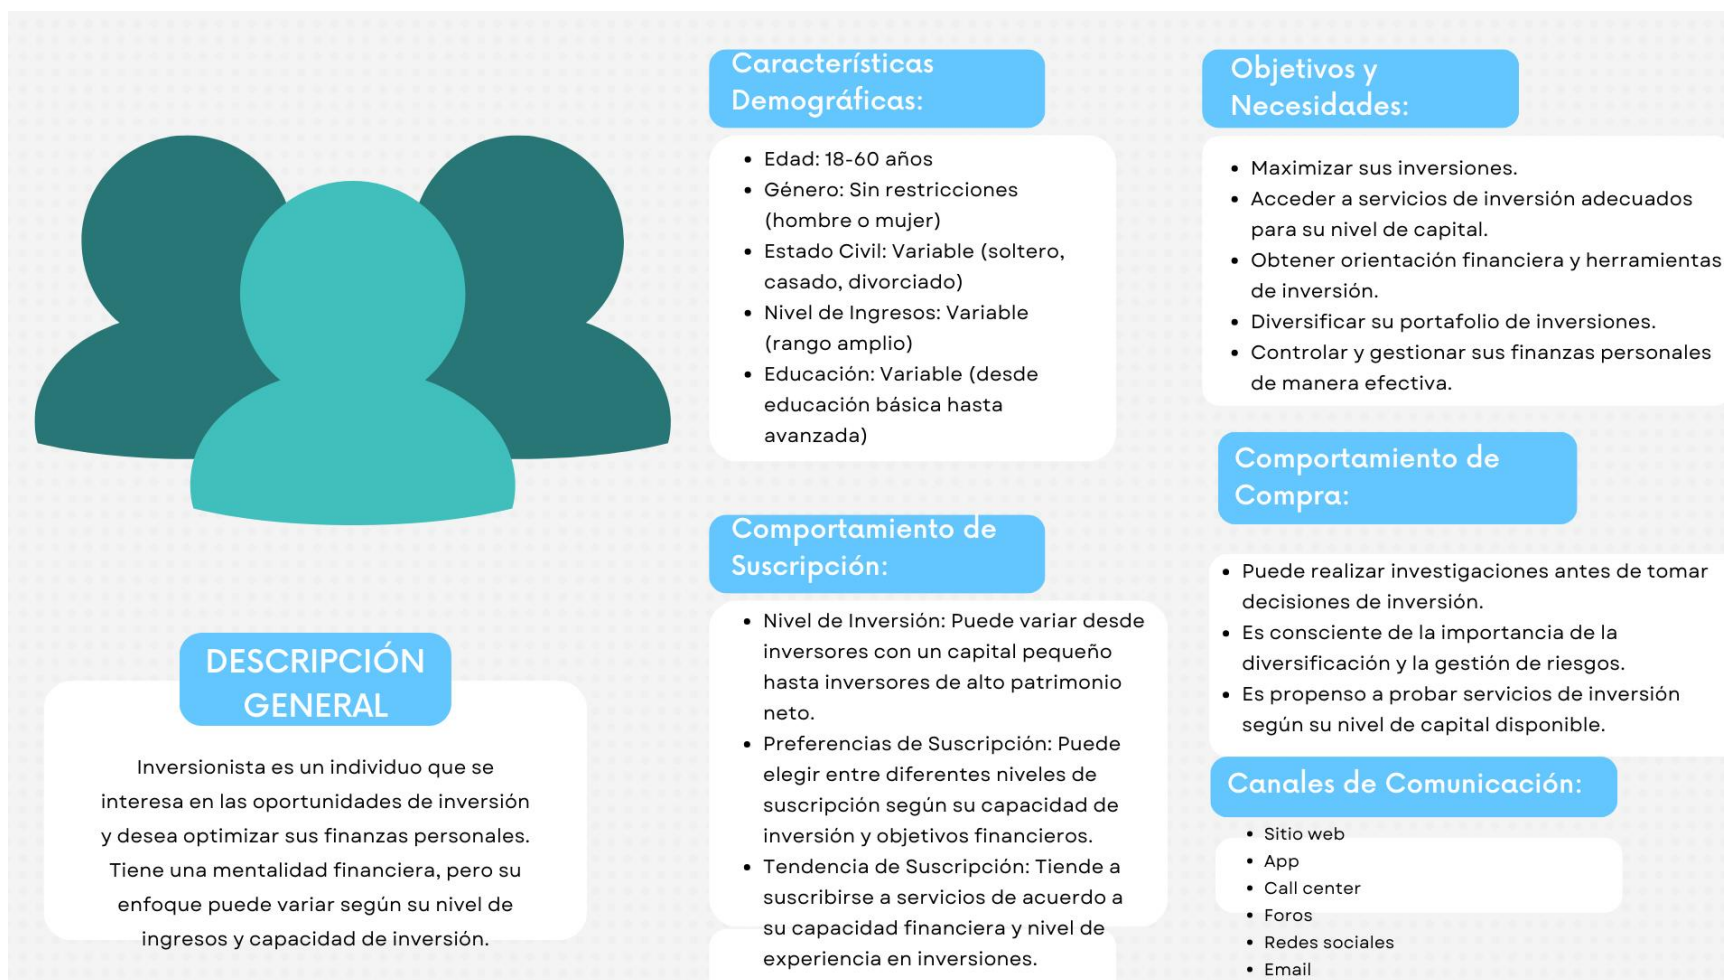 DESCRIPCIÓN
GENERAL
Inversionista es un individuo que se
interesa en las oportunidades de inversión
y desea optimizar sus finanzas personales.
Tiene una mentalidad financiera, pero su
enfoque puede variar según su nivel de
ingresos y capacidad de inversión.
Características
Demográficas:
• Edad: 18-60 años
• Género: Sin restricciones
(hombre o mujer)
• Estado Civil: Variable (soltero,
casado, divorciado)
• Nivel de Ingresos: Variable
(rango amplio)
• Educación: Variable (desde
educación básica hasta
avanzada)
Comportamiento de
Suscripción:
• Nivel de Inversión: Puede variar desde
inversores con un capital pequeño
hasta inversores de alto patrimonio
neto.
• Preferencias de Suscripción: Puede
elegir entre diferentes niveles de
suscripción según su capacidad de
inversión y objetivos financieros.
• Tendencia de Suscripción: Tiende a
suscribirse a servicios de acuerdo a
su capacidad financiera y nivel de
experiencia en inversiones.
Objetivos y
Necesidades:
• Maximizar sus inversiones.
• Acceder a servicios de inversión adecuados
para su nivel de capital.
• Obtener orientación financiera y herramientas
de inversión.
• Diversificar su portafolio de inversiones.
• Controlar y gestionar sus finanzas personales
de manera efectiva.
Comportamiento de
Compra:
• Puede realizar investigaciones antes de tomar
decisiones de inversión.
• Es consciente de la importancia de la
diversificación y la gestión de riesgos.
• Es propenso a probar servicios de inversión
según su nivel de capital disponible.
Canales de Comunicación:
• Sitio web
• App
• Call center
• Foros
• Redes sociales
• Email